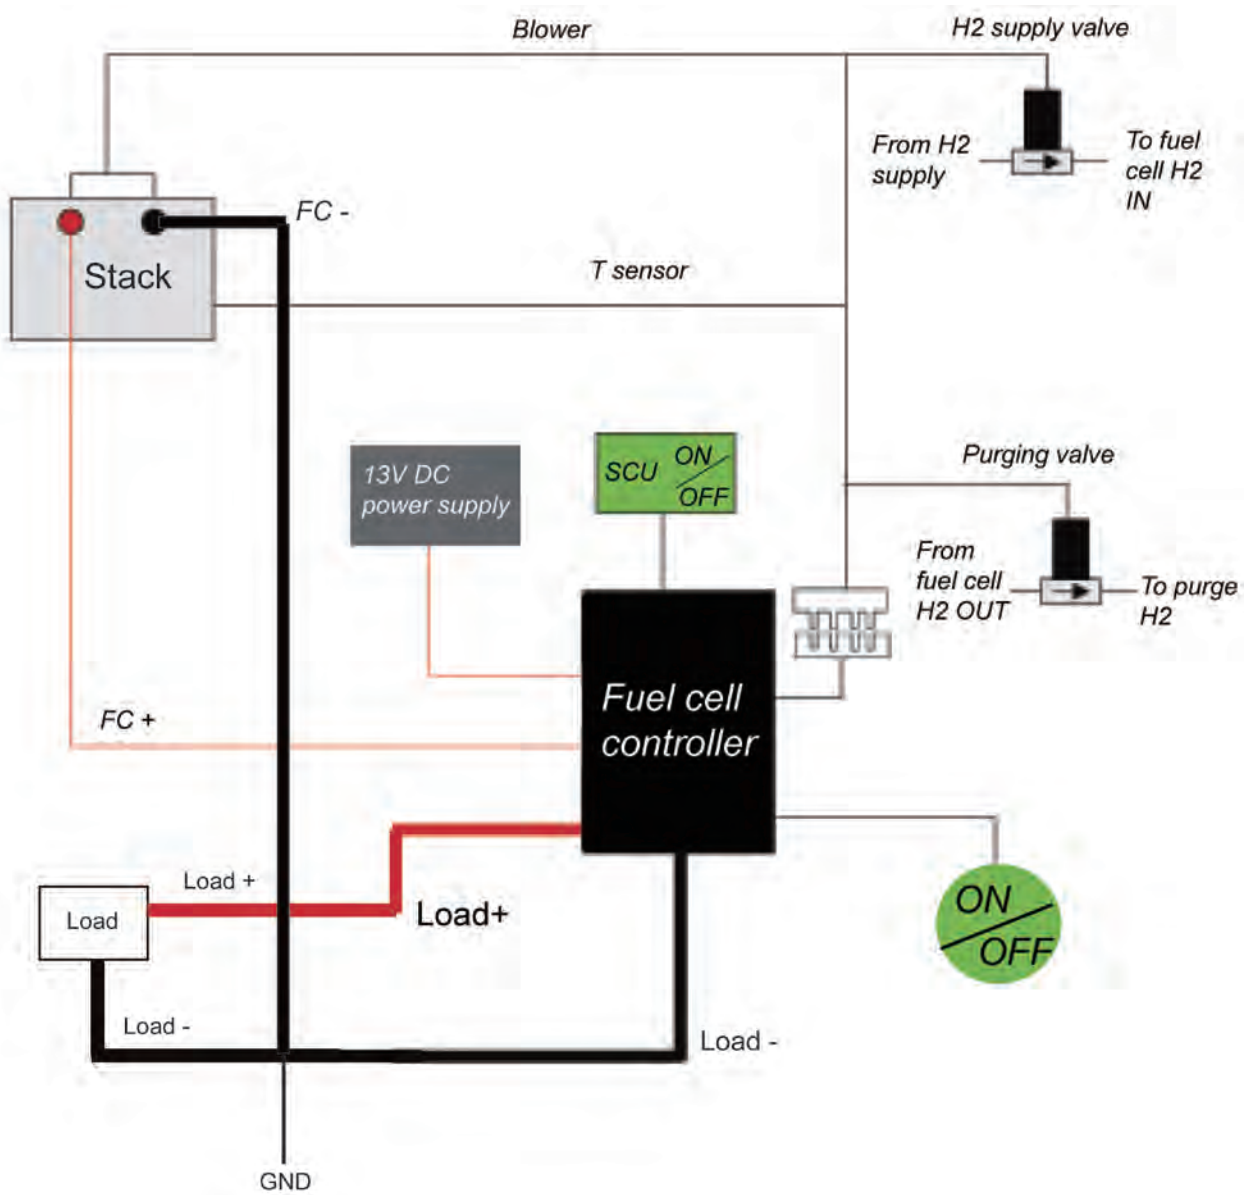 Blower
H2 supply valve
From H2
supply
To fuel
cell H2
IN
FC -
Stack
T sensor
13V DC
power supply
SCU ON
OFF
Purging valve
From
fuel cell
H2 OUT
To purge
H2
Fuel cell
controller
FC +
Load +
Load
Load+
ON
OFF
Load -
Load -
GND